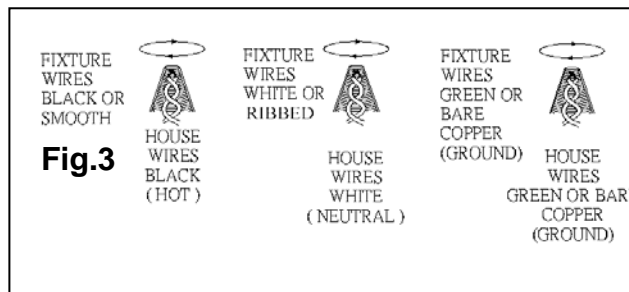 FIXTURE
WIRES
BLACK OR
SMOOTH
HOUSE
WIRES
BLACK
(HOT)
Fig.3
FIXTURE
WIRES
WHITE OR
RIBBED
HOUSE
WIRES
WHITE
(NEUTRAL)
FIXTURE
WIRES
GREEN OR
BARE
COPPER
(GROUND)
HOUSE
WIRES
GREEN OR BAR
COPPER
(GROUND)